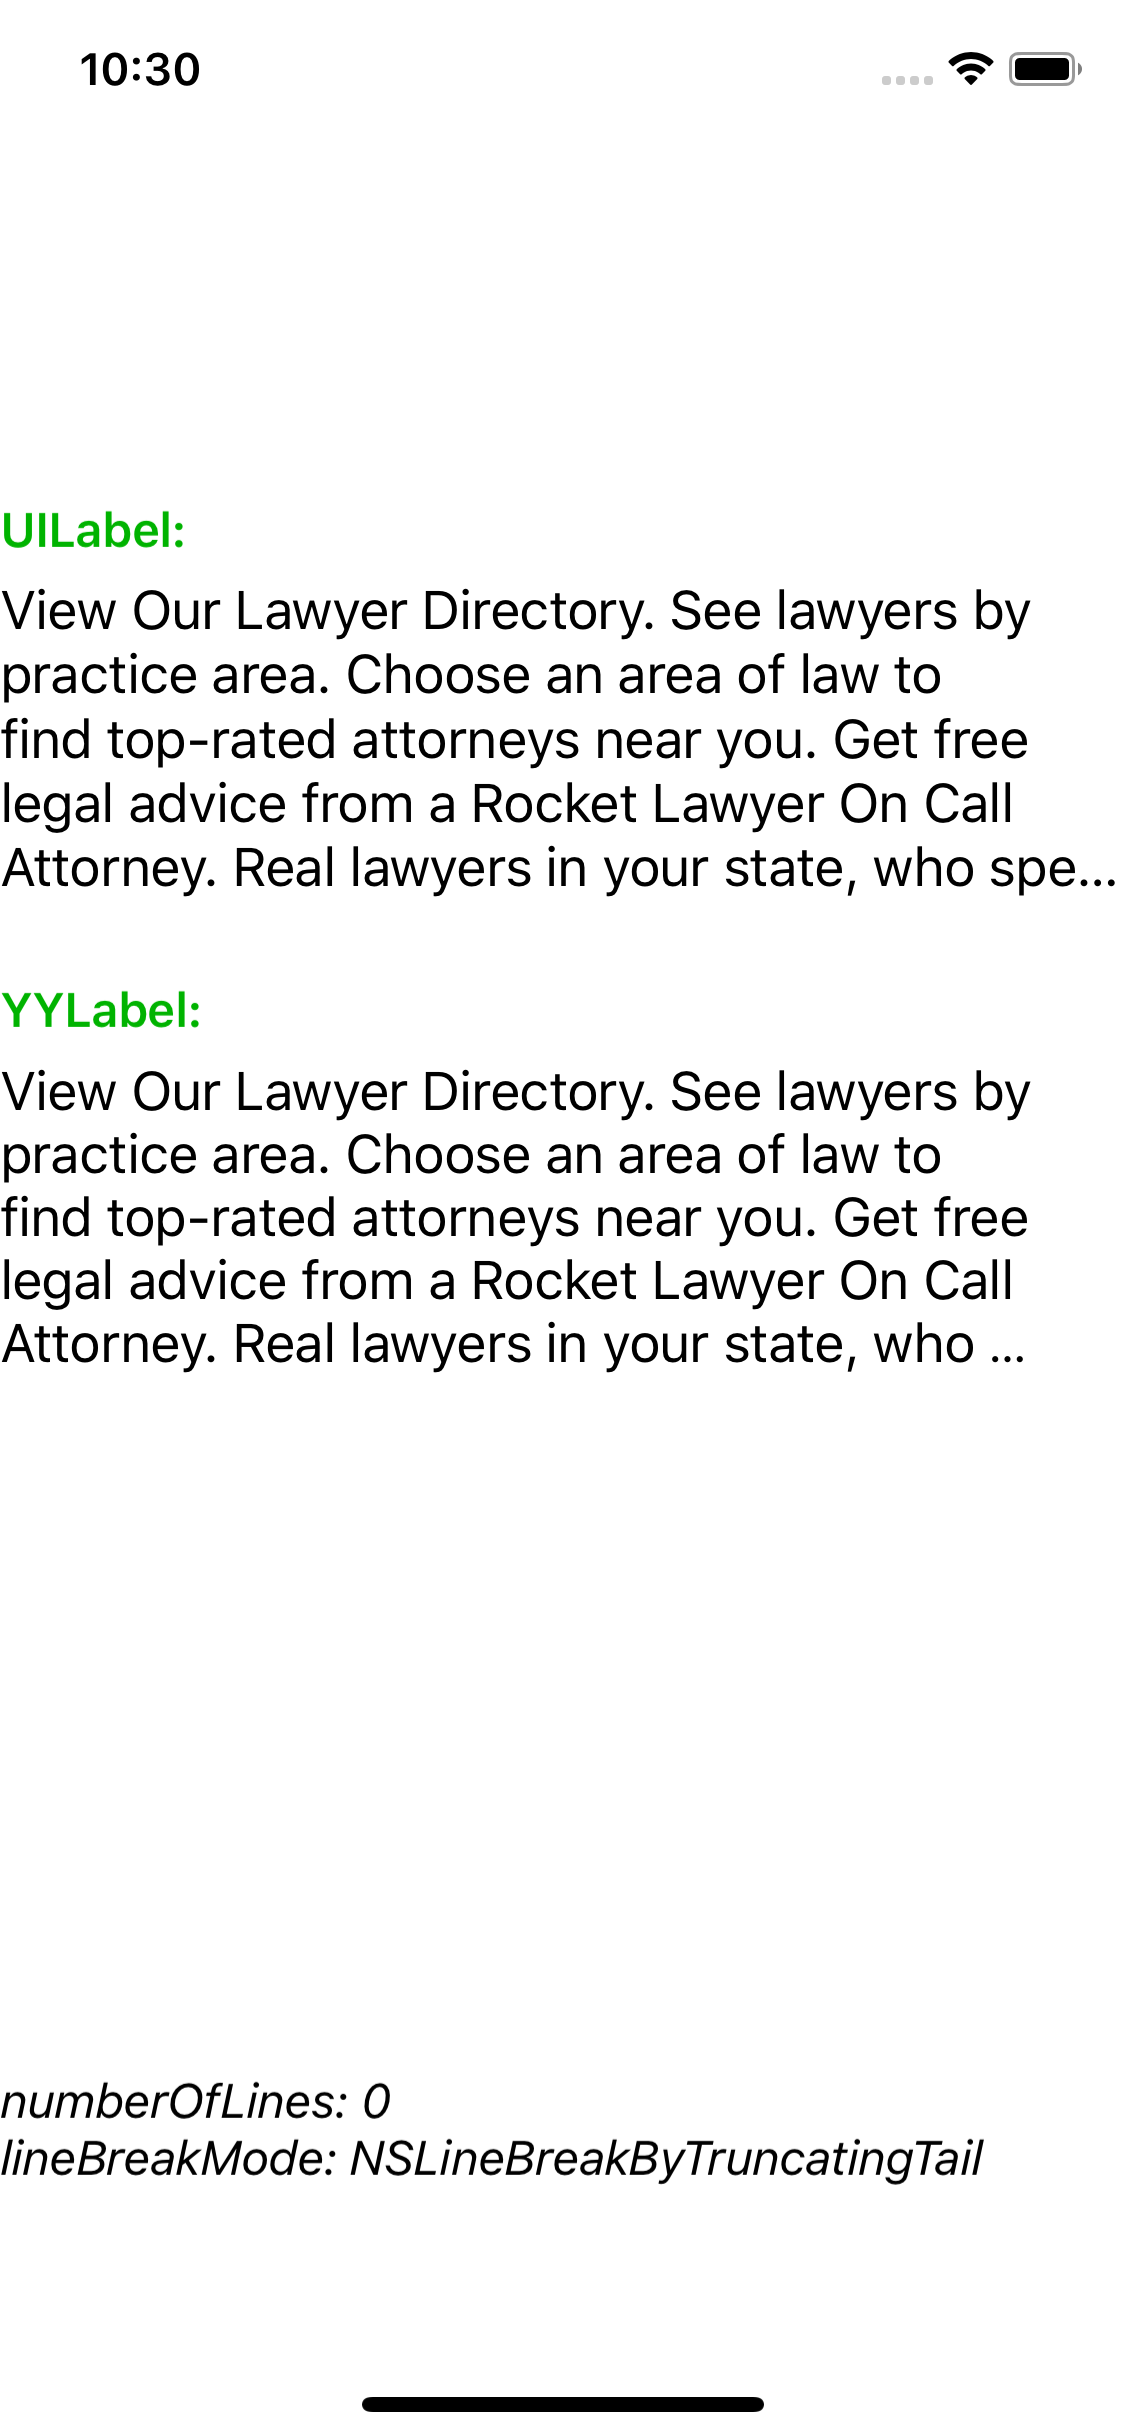 10:30
UILabel:
View Our Lawyer Directory. See lawyers by
practice area. Choose an area of law to
find top-rated attorneys near you. Get free
legal advice from a Rocket Lawyer On Call
Attorney. Real lawyers in your state, who spe...
YYLabel:
View Our Lawyer Directory. See lawyers by
practice area. Choose an area of law to
find top-rated attorneys near you. Get free
legal advice from a Rocket Lawyer On Call
Attorney. Real lawyers in your state, who ...
numberOfLines: 0
lineBreakMode: NSLineBreakByTruncatingTail